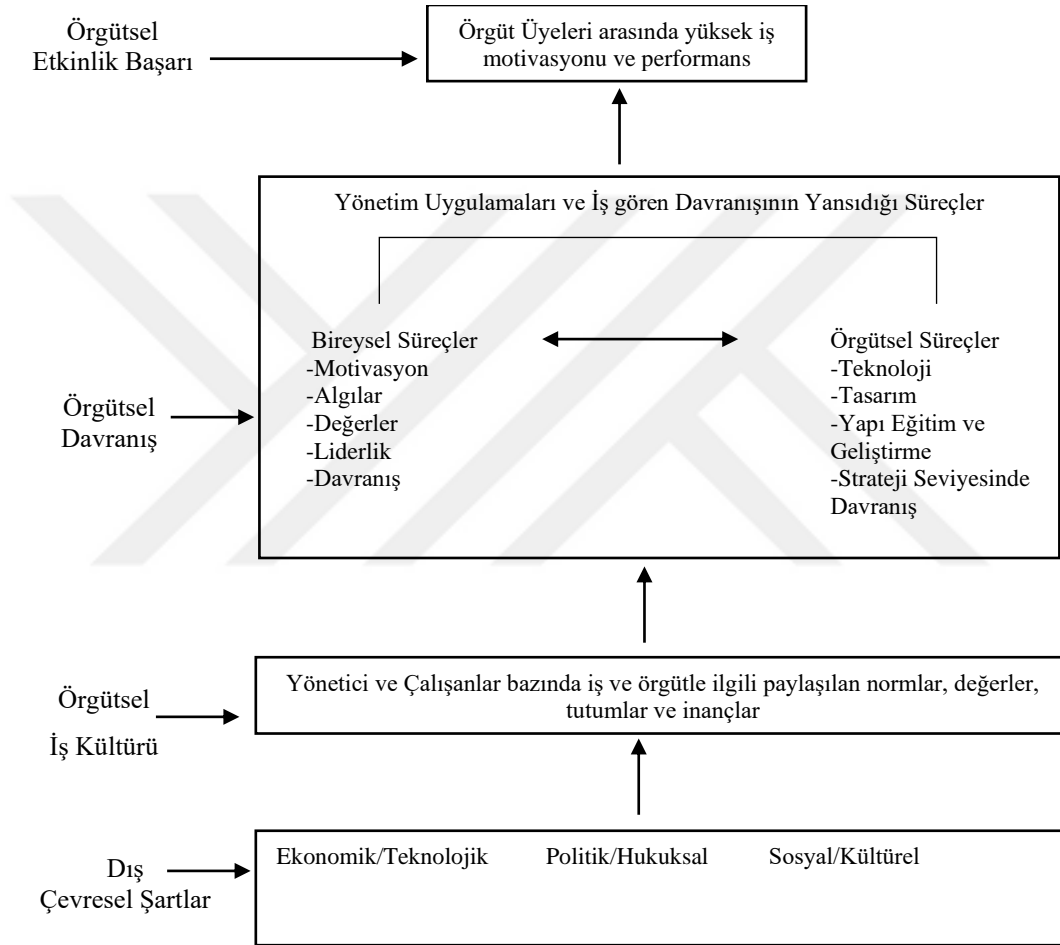 Örgütsel
Etkinlik Başarı
Örgüt Üyeleri arasında yüksek iş
motivasyonu ve performans
Yönetim Uygulamaları ve İş gören Davranışının Yansıdığı Süreçler
Örgütsel
Davranış
Bireysel Süreçler
-Motivasyon
-Algılar
-Değerler
-Liderlik
-Davranış
Örgütsel Süreçler
-Teknoloji
-Tasarım
-Yapı Eğitim ve
Geliştirme
-Strateji Seviyesinde
Davranış
Örgütsel
İş Kültürü
Yönetici ve Çalışanlar bazında iş ve örgütle ilgili paylaşılan normlar, değerler,
tutumlar ve inançlar
Dış
Çevresel Şartlar
Ekonomik/Teknolojik Politik/Hukuksal Sosyal/Kültürel